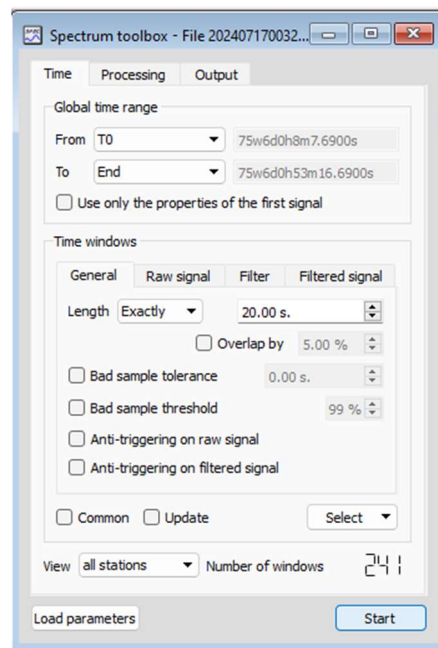 Spectrum toolbox - File 202407170032...
Time Processing Output
Global time range
From T0 75w6d0h8m7.6900s
To End 75w6d0h53m16.6900s
Use only the properties of the first signal
Time windows
General Raw signal Filter Filtered signal
Length Exactly 20.00 s.
Overlap by 5.00 %
Bad sample tolerance 0.00 s.
Bad sample threshold 99 %
Anti-triggering on raw signal
Anti-triggering on filtered signal
Common Update Select
View all stations Number of windows 241
Load parameters Start